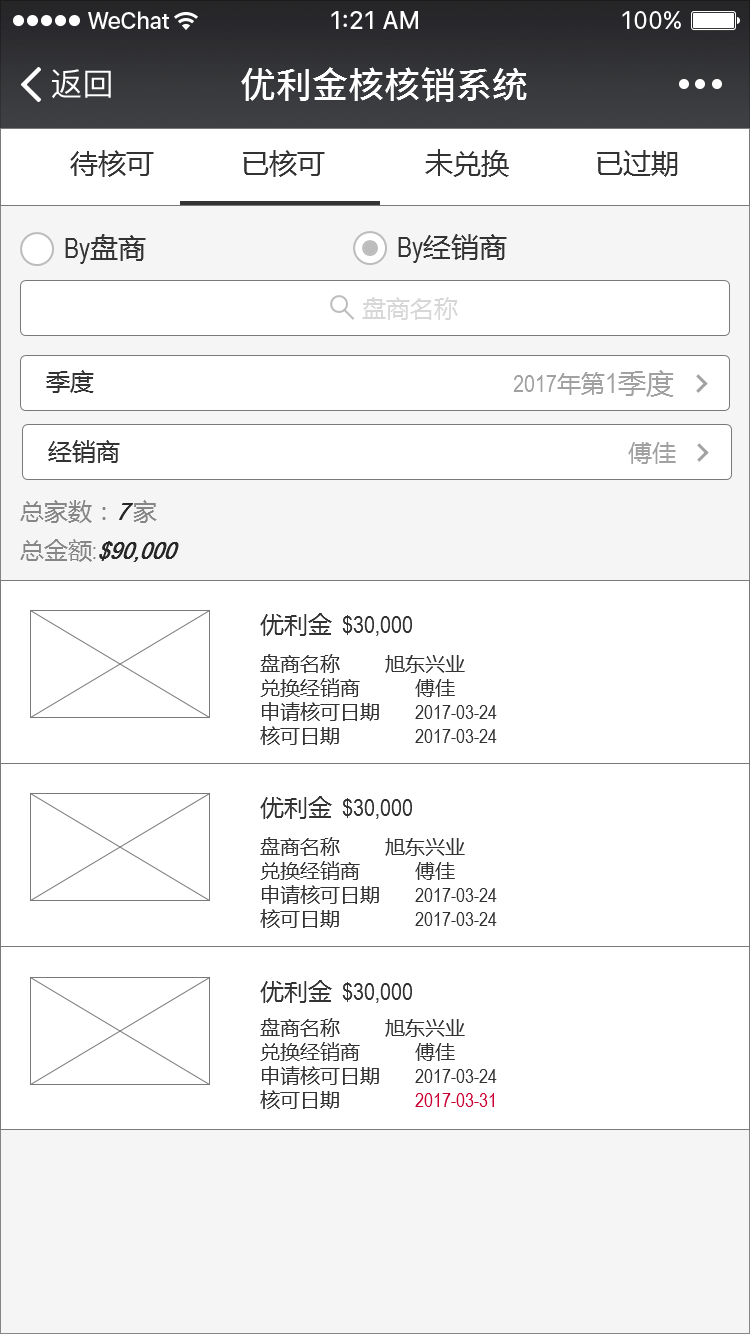 WeChat 1:21 AM 100%
返回 优利金核核销系统
待核可 已核可 未兑换 已过期
By盘商 By经销商
盘商名称
季度 2017年第1季度
经销商 傅佳
总家数：7家
总金额:$90,000
优利金 $30,000
盘商名称 旭东兴业
兑换经销商 傅佳
申请核可日期 2017-03-24
核可日期 2017-03-24
优利金 $30,000
盘商名称 旭东兴业
兑换经销商 傅佳
申请核可日期 2017-03-24
核可日期 2017-03-24
优利金 $30,000
盘商名称 旭东兴业
兑换经销商 傅佳
申请核可日期 2017-03-24
核可日期 2017-03-31